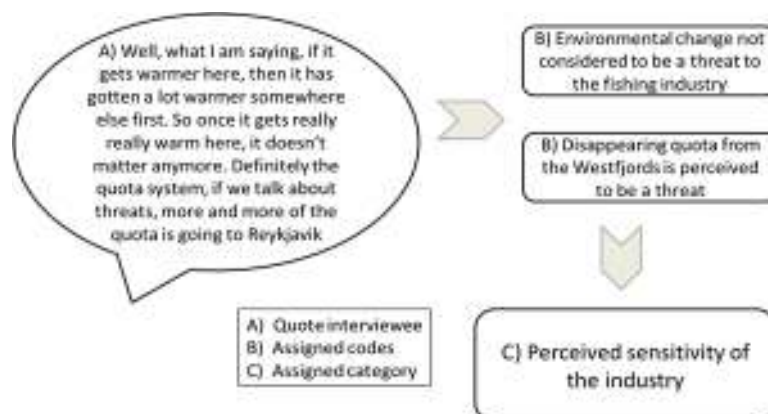 A) Well, what I am saying, if it
gets warmer here, then it has
gotten a lot warmer somewhere
else first. So once it gets really
really warm here, it doesn't
matter anymore. Definitely the
quota system, if we talk about
threats, more and more of the
quota is going to Reykjavik
B) Environmental change not
considered to be a threat to
the fishing industry
B) Disappearing quota from
the Westfjords is perceived
to be a threat
A) Quote interviewee
B) Assigned codes
C) Assigned category
C) Perceived sensitivity of
the industry